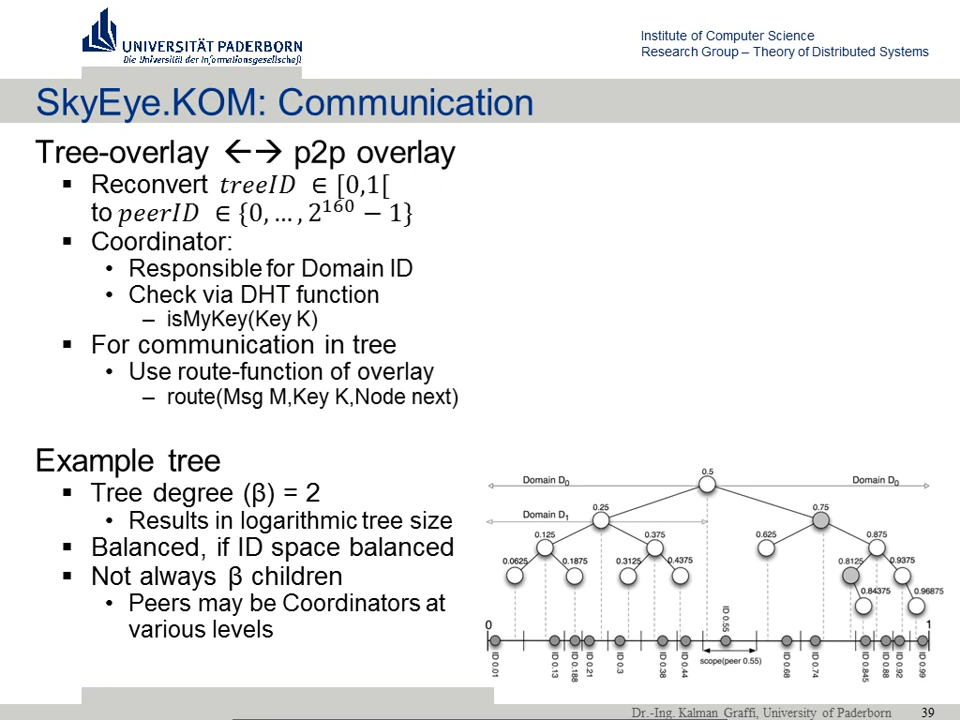 UNIVERSITÄT PADERBORN
Die Universität der Informationsgesellschaft
Institute of Computer Science
Research Group – Theory of Distributed Systems
SkyEye.KOM: Communication
Tree-overlay ←→ p2p overlay
▪ Reconvert treeID ∈ [0,1[
to peerID ∈ {0, … , 2^160 − 1}
▪ Coordinator:
• Responsible for Domain ID
• Check via DHT function
– isMyKey(Key K)
▪ For communication in tree
• Use route-function of overlay
– route(Msg M,Key K,Node next)
Example tree
▪ Tree degree (β) = 2
• Results in logarithmic tree size
▪ Balanced, if ID space balanced
▪ Not always β children
• Peers may be Coordinators at
various levels
0.5
Domain D0
Domain D0
0.25
0.75
Domain D1
0.125
0.375
0.625
0.875
0.0625
0.1875
0.3125
0.4375
0.8125
0.9375
0.84375
0.96875
0
1
ID 0.01
ID 0.13
ID 0.188
ID 0.21
ID 0.3
ID 0.38
ID 0.44
ID 0.55
scope(peer 0.55)
ID 0.68
ID 0.74
ID 0.845
ID 0.88
ID 0.92
ID 0.99
Dr.-Ing. Kalman Graffi, University of Paderborn
39